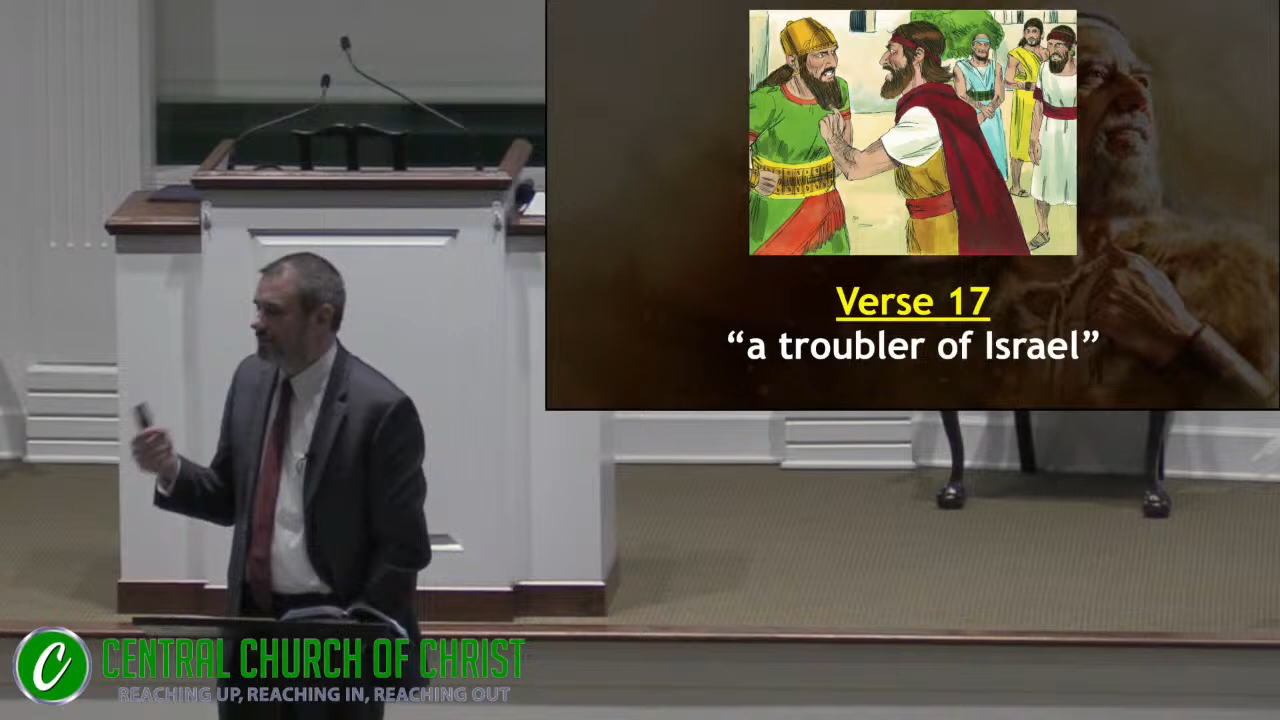 Verse 17
“a troubler of Israel”
C CENTRAL CHURCH OF CHRIST
REACHING UP, REACHING IN, REACHING OUT